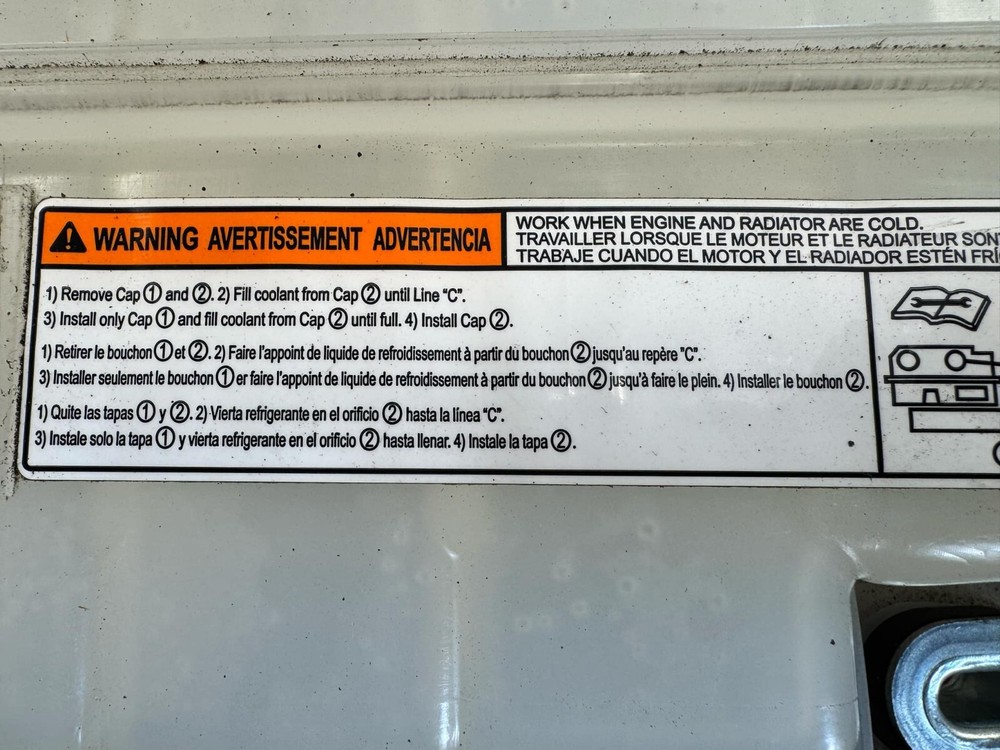 WARNING AVERTISSEMENT ADVERTENCIA
WORK WHEN ENGINE AND RADIATOR ARE COLD.
TRAVAILLER LORSQUE LE MOTEUR ET LE RADIATEUR SON
TRABAJE CUANDO EL MOTOR Y EL RADIADOR ESTÉN FRÍ
1) Remove Cap ① and ②. 2) Fill coolant from Cap ② until Line “C”.
3) Install only Cap ① and fill coolant from Cap ② until full. 4) Install Cap ②.
1) Retirer le bouchon ① et ②. 2) Faire l'appoint de liquide de refroidissement à partir du bouchon ② jusqu'au repère "C".
3) Installer seulement le bouchon ① er faire l'appoint de liquide de refroidissement à partir du bouchon ② jusqu'à faire le plein. 4) Installer le bouchon ②.
1) Quite las tapas ① y ②. 2) Vierta refrigerante en el orificio ② hasta la línea “C”.
3) Instale solo la tapa ① y vierta refrigerante en el orificio ② hasta llenar. 4) Instale la tapa ②.